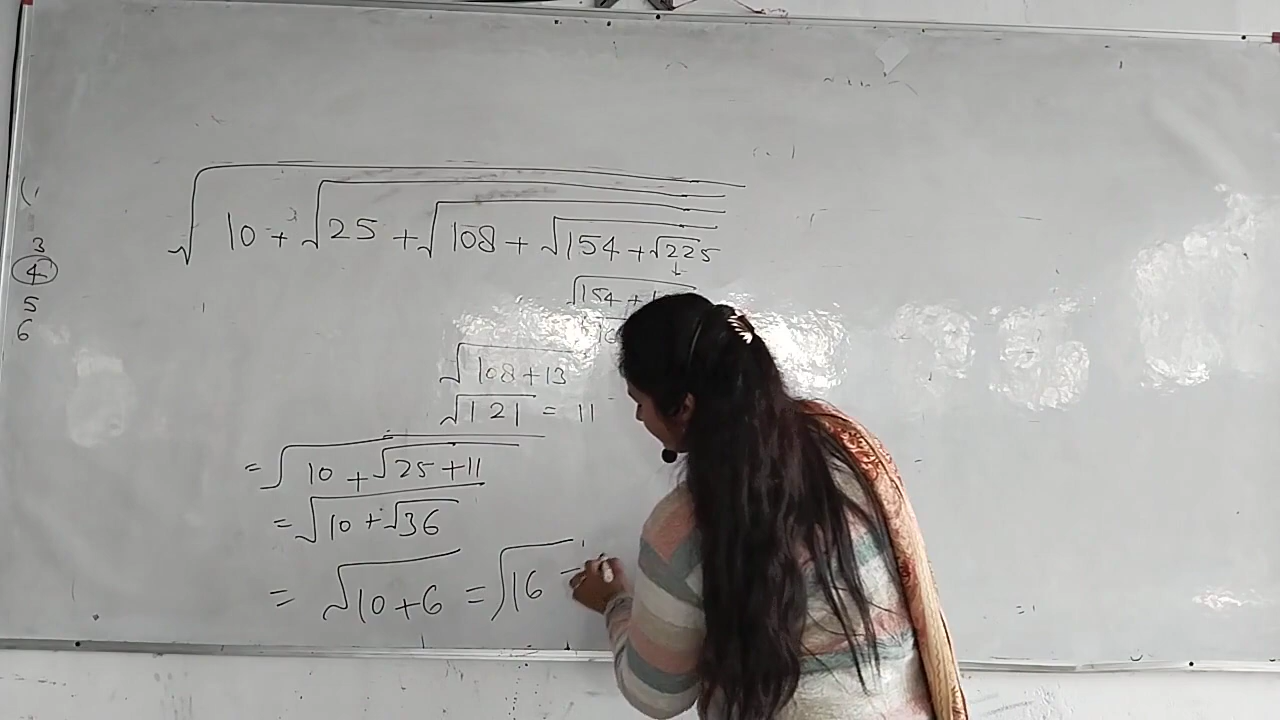 √10 + √25 + √108 + √154 + √225
√154 +
√108 + 13
√121 = 11
= √10 + √25 + 11
= √10 + √36
= √10 + 6 = √16 =
3
4
5
6